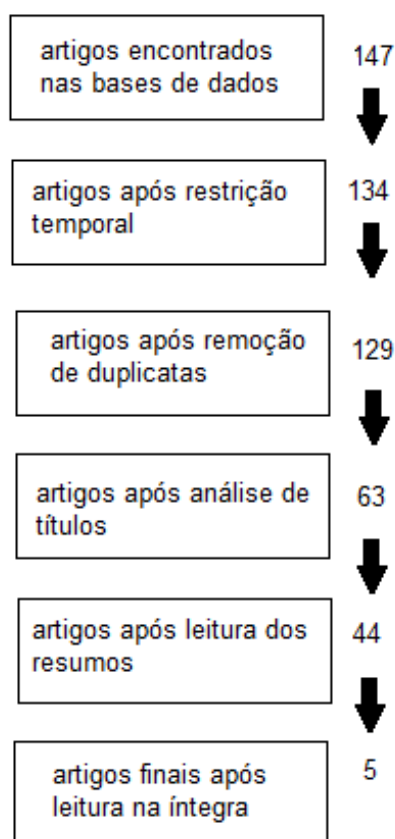 artigos encontrados
nas bases de dados
147
artigos após restrição
temporal
134
artigos após remoção
de duplicatas
129
artigos após análise de
títulos
63
artigos após leitura dos
resumos
44
artigos finais após
leitura na íntegra
5